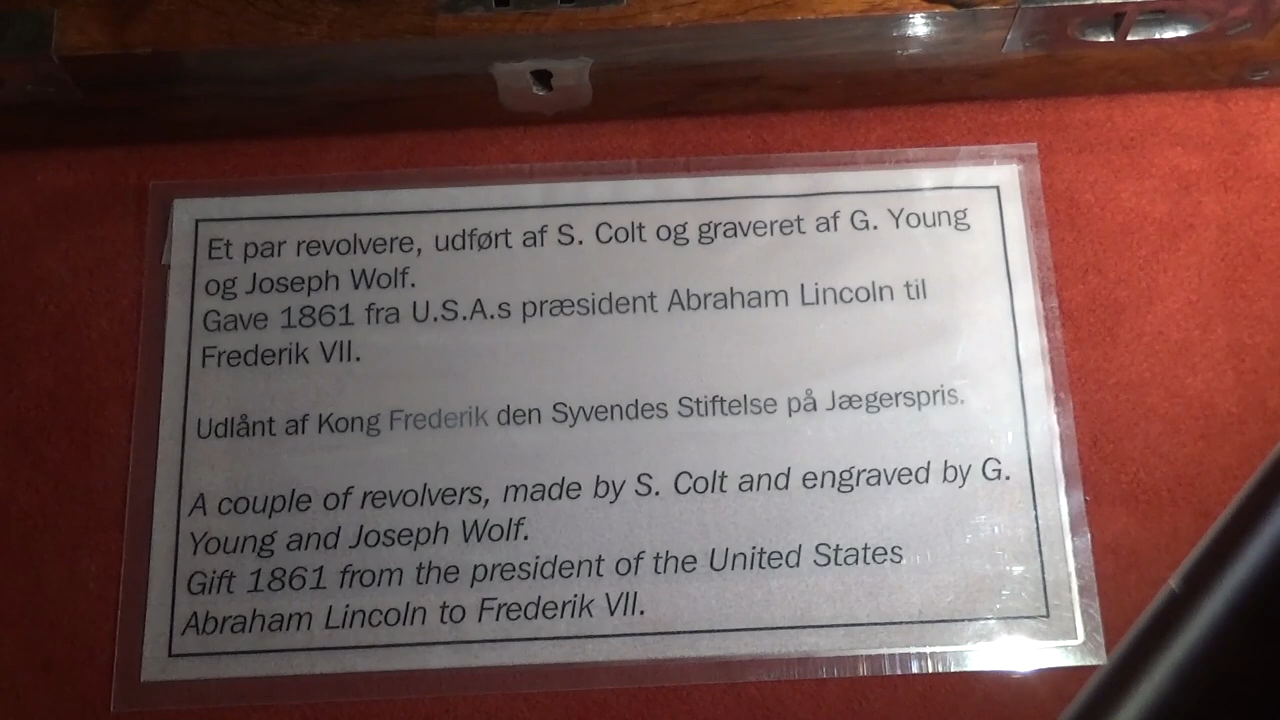 Et par revolvere, udført af S. Colt og graveret af G. Young
og Joseph Wolf.
Gave 1861 fra U.S.A.s præsident Abraham Lincoln til
Frederik VII.
Udlånt af Kong Frederik den Syvendes Stiftelse på Jægerspris.
A couple of revolvers, made by S. Colt and engraved by G.
Young and Joseph Wolf.
Gift 1861 from the president of the United States
Abraham Lincoln to Frederik VII.